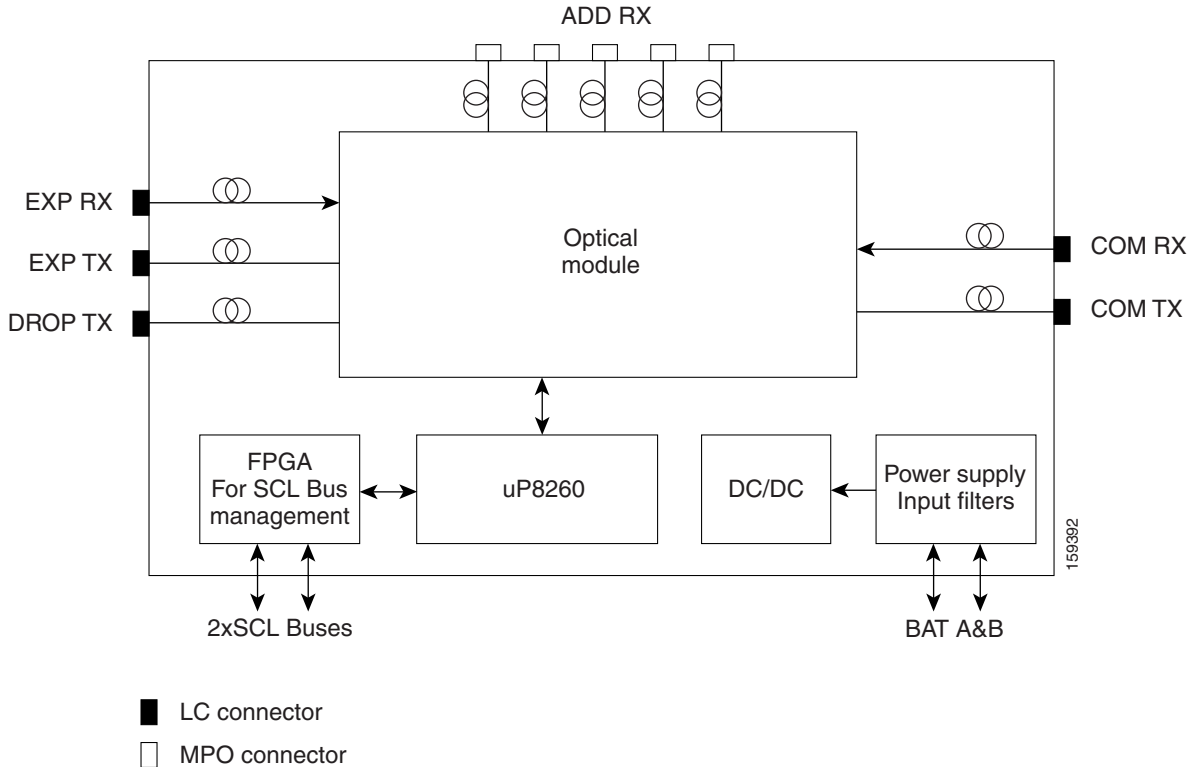 ADD RX
EXP RX
EXP TX
DROP TX
Optical
module
COM RX
COM TX
FPGA
For SCL Bus
management
uP8260
DC/DC
Power supply
Input filters
159392
2xSCL Buses
BAT A&B
LC connector
MPO connector